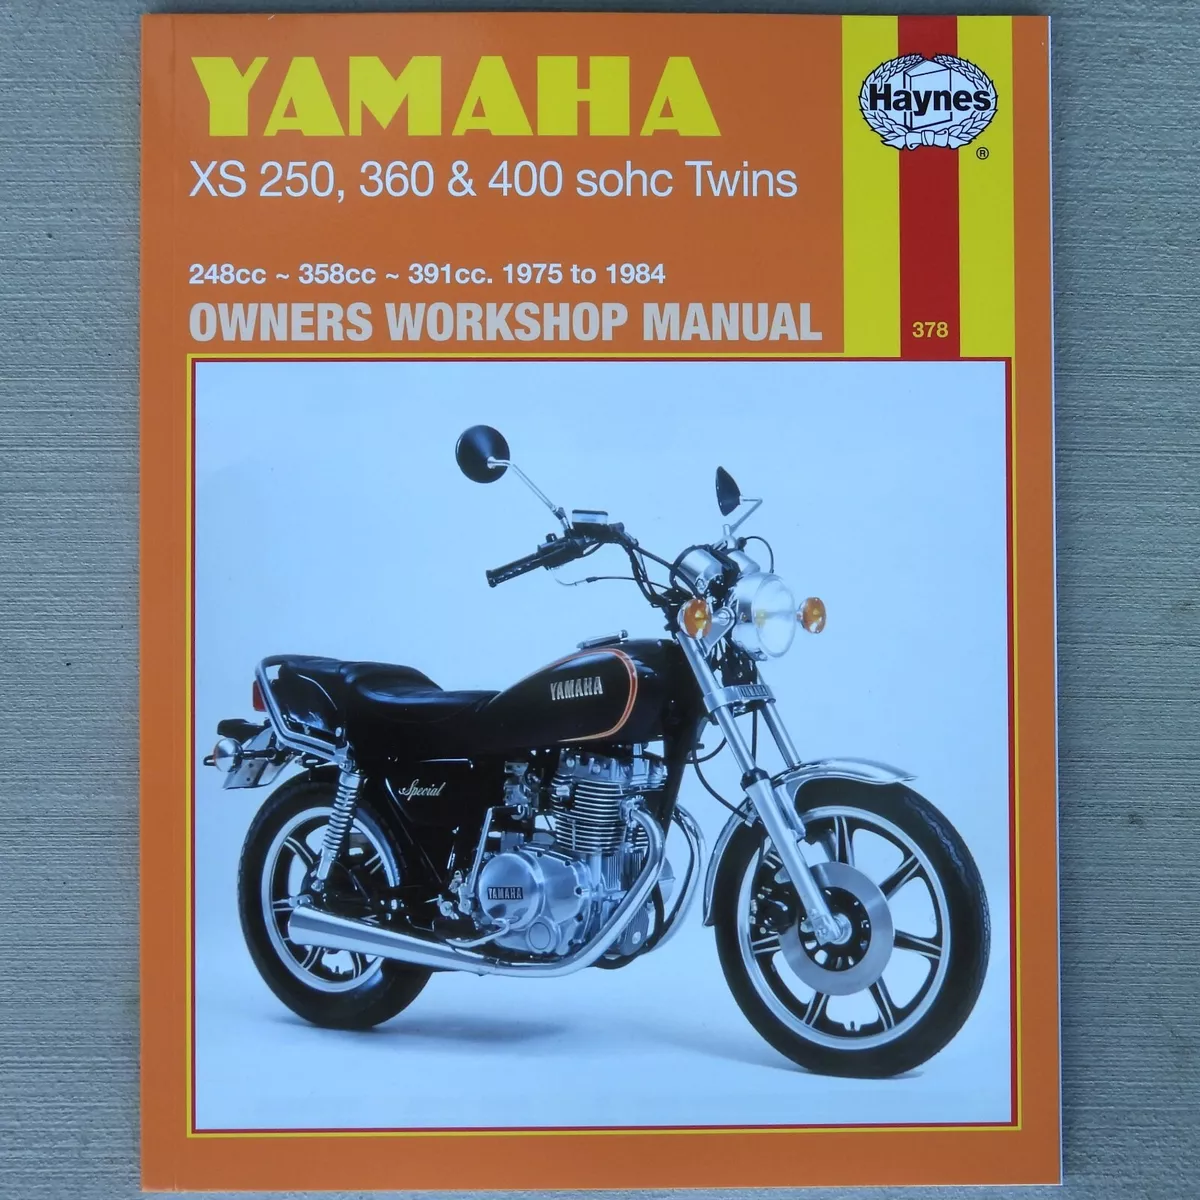 YAMAHA
Haynes
®
XS 250, 360 & 400 sohc Twins
248cc ~ 358cc ~ 391cc. 1975 to 1984
OWNERS WORKSHOP MANUAL
378
YAMAHA
YAMAHA
Special
YAMAHA